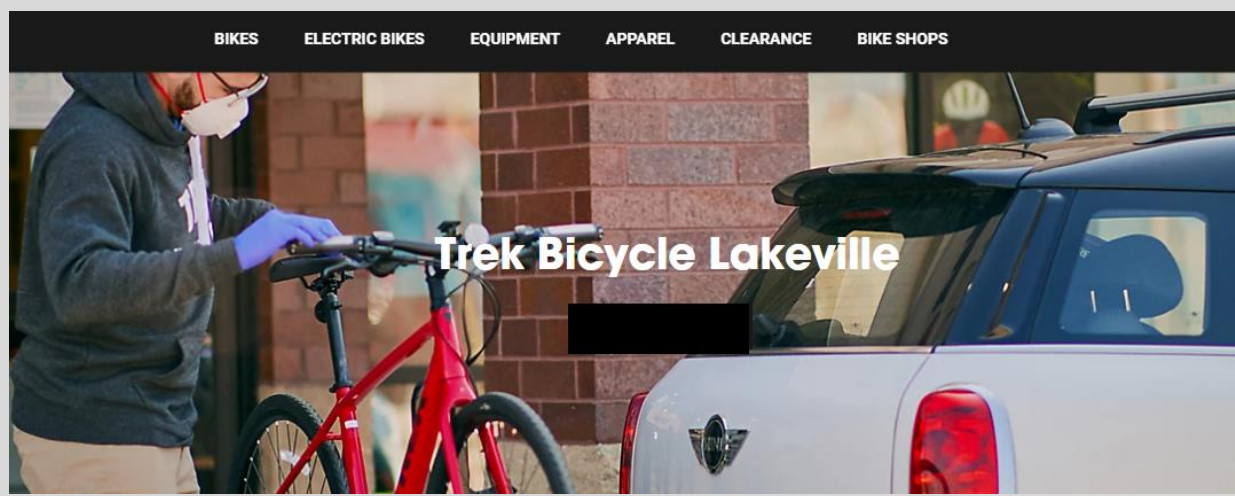 BIKES ELECTRIC BIKES EQUIPMENT APPAREL CLEARANCE BIKE SHOPS
Trek Bicycle Lakeville